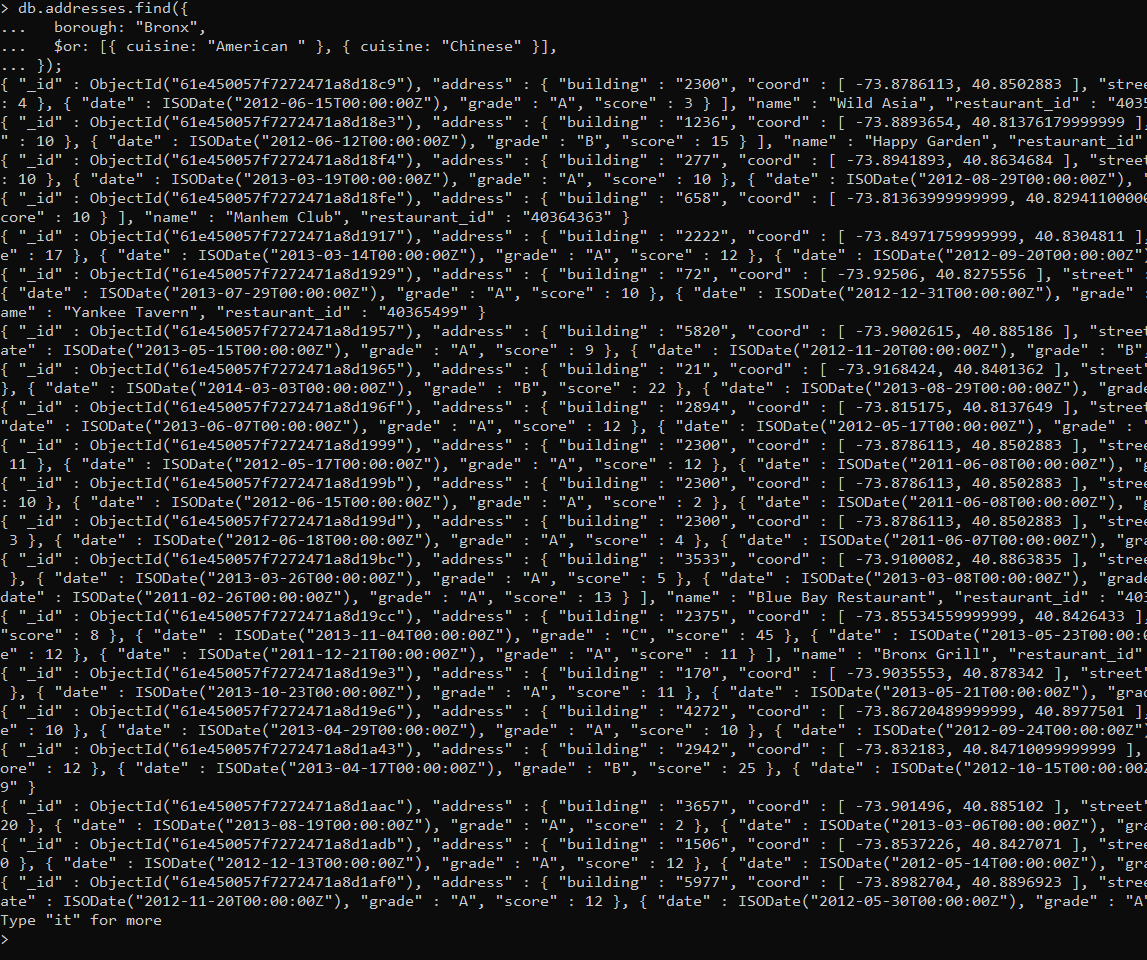 > db.addresses.find({
...   borough: "Bronx",
...   $or: [{ cuisine: "American " }, { cuisine: "Chinese" }],
... });
{ "_id" : ObjectId("61e450057f7272471a8d18c9"), "address" : { "building" : "2300", "coord" : [ -73.8786113, 40.8502883 ], "stree
: 4 }, { "date" : ISODate("2012-06-15T00:00:00Z"), "grade" : "A", "score" : 3 } ], "name" : "Wild Asia", "restaurant_id" : "4035
{ "_id" : ObjectId("61e450057f7272471a8d18e3"), "address" : { "building" : "1236", "coord" : [ -73.8893654, 40.81376179999999 ],
" : 10 }, { "date" : ISODate("2012-06-12T00:00:00Z"), "grade" : "B", "score" : 15 } ], "name" : "Happy Garden", "restaurant_id"
{ "_id" : ObjectId("61e450057f7272471a8d18f4"), "address" : { "building" : "277", "coord" : [ -73.8941893, 40.8634684 ], "street
: 10 }, { "date" : ISODate("2013-03-19T00:00:00Z"), "grade" : "A", "score" : 10 }, { "date" : ISODate("2012-08-29T00:00:00Z"), "
{ "_id" : ObjectId("61e450057f7272471a8d18fe"), "address" : { "building" : "658", "coord" : [ -73.81363999999999, 40.82941100000
core" : 10 } ], "name" : "Manhem Club", "restaurant_id" : "40364363" }
{ "_id" : ObjectId("61e450057f7272471a8d1917"), "address" : { "building" : "2222", "coord" : [ -73.84971759999999, 40.8304811 ],
e" : 17 }, { "date" : ISODate("2013-03-14T00:00:00Z"), "grade" : "A", "score" : 12 }, { "date" : ISODate("2012-09-20T00:00:00Z")
{ "_id" : ObjectId("61e450057f7272471a8d1929"), "address" : { "building" : "72", "coord" : [ -73.92506, 40.8275556 ], "street" :
{ "date" : ISODate("2013-07-29T00:00:00Z"), "grade" : "A", "score" : 10 }, { "date" : ISODate("2012-12-31T00:00:00Z"), "grade" :
ame" : "Yankee Tavern", "restaurant_id" : "40365499" }
{ "_id" : ObjectId("61e450057f7272471a8d1957"), "address" : { "building" : "5820", "coord" : [ -73.9002615, 40.885186 ], "street
ate" : ISODate("2013-05-15T00:00:00Z"), "grade" : "A", "score" : 9 }, { "date" : ISODate("2012-11-20T00:00:00Z"), "grade" : "B",
{ "_id" : ObjectId("61e450057f7272471a8d1965"), "address" : { "building" : "21", "coord" : [ -73.9168424, 40.8401362 ], "street"
}, { "date" : ISODate("2014-03-03T00:00:00Z"), "grade" : "B", "score" : 22 }, { "date" : ISODate("2013-08-29T00:00:00Z"), "grade
{ "_id" : ObjectId("61e450057f7272471a8d196f"), "address" : { "building" : "2894", "coord" : [ -73.815175, 40.8137649 ], "street
"date" : ISODate("2013-06-07T00:00:00Z"), "grade" : "A", "score" : 12 }, { "date" : ISODate("2012-05-17T00:00:00Z"), "grade" : "
{ "_id" : ObjectId("61e450057f7272471a8d1999"), "address" : { "building" : "2300", "coord" : [ -73.8786113, 40.8502883 ], "stree
 11 }, { "date" : ISODate("2012-05-17T00:00:00Z"), "grade" : "A", "score" : 12 }, { "date" : ISODate("2011-06-08T00:00:00Z"), "g
{ "_id" : ObjectId("61e450057f7272471a8d199b"), "address" : { "building" : "2300", "coord" : [ -73.8786113, 40.8502883 ], "stree
: 10 }, { "date" : ISODate("2012-06-15T00:00:00Z"), "grade" : "A", "score" : 2 }, { "date" : ISODate("2011-06-08T00:00:00Z"), "g
{ "_id" : ObjectId("61e450057f7272471a8d199d"), "address" : { "building" : "2300", "coord" : [ -73.8786113, 40.8502883 ], "stree
 3 }, { "date" : ISODate("2012-06-18T00:00:00Z"), "grade" : "A", "score" : 4 }, { "date" : ISODate("2011-06-07T00:00:00Z"), "gra
{ "_id" : ObjectId("61e450057f7272471a8d19bc"), "address" : { "building" : "3533", "coord" : [ -73.9100082, 40.8863835 ], "stree
 }, { "date" : ISODate("2013-03-26T00:00:00Z"), "grade" : "A", "score" : 5 }, { "date" : ISODate("2013-03-08T00:00:00Z"), "grade
date" : ISODate("2011-02-26T00:00:00Z"), "grade" : "A", "score" : 13 } ], "name" : "Blue Bay Restaurant", "restaurant_id" : "403
{ "_id" : ObjectId("61e450057f7272471a8d19cc"), "address" : { "building" : "2375", "coord" : [ -73.85534559999999, 40.8426433 ],
"score" : 8 }, { "date" : ISODate("2013-11-04T00:00:00Z"), "grade" : "C", "score" : 45 }, { "date" : ISODate("2013-05-23T00:00:0
e" : 12 }, { "date" : ISODate("2011-12-21T00:00:00Z"), "grade" : "A", "score" : 11 } ], "name" : "Bronx Grill", "restaurant_id"
{ "_id" : ObjectId("61e450057f7272471a8d19e3"), "address" : { "building" : "170", "coord" : [ -73.9035553, 40.878342 ], "street"
 }, { "date" : ISODate("2013-10-23T00:00:00Z"), "grade" : "A", "score" : 11 }, { "date" : ISODate("2013-05-21T00:00:00Z"), "grad
{ "_id" : ObjectId("61e450057f7272471a8d19e6"), "address" : { "building" : "4272", "coord" : [ -73.86720489999999, 40.8977501 ],
e" : 10 }, { "date" : ISODate("2013-04-29T00:00:00Z"), "grade" : "A", "score" : 10 }, { "date" : ISODate("2012-09-24T00:00:00Z")
{ "_id" : ObjectId("61e450057f7272471a8d1a43"), "address" : { "building" : "2942", "coord" : [ -73.832183, 40.84710099999999 ],
ore" : 12 }, { "date" : ISODate("2013-04-17T00:00:00Z"), "grade" : "B", "score" : 25 }, { "date" : ISODate("2012-10-15T00:00:00Z
9" }
{ "_id" : ObjectId("61e450057f7272471a8d1aac"), "address" : { "building" : "3657", "coord" : [ -73.901496, 40.885102 ], "street"
20 }, { "date" : ISODate("2013-08-19T00:00:00Z"), "grade" : "A", "score" : 2 }, { "date" : ISODate("2013-03-06T00:00:00Z"), "gra
{ "_id" : ObjectId("61e450057f7272471a8d1adb"), "address" : { "building" : "1506", "coord" : [ -73.8537226, 40.8427071 ], "stree
0 }, { "date" : ISODate("2012-12-13T00:00:00Z"), "grade" : "A", "score" : 12 }, { "date" : ISODate("2012-05-14T00:00:00Z"), "gra
{ "_id" : ObjectId("61e450057f7272471a8d1af0"), "address" : { "building" : "5977", "coord" : [ -73.8982704, 40.8896923 ], "stree
ate" : ISODate("2012-11-20T00:00:00Z"), "grade" : "A", "score" : 12 }, { "date" : ISODate("2012-05-30T00:00:00Z"), "grade" : "A"
Type "it" for more
>